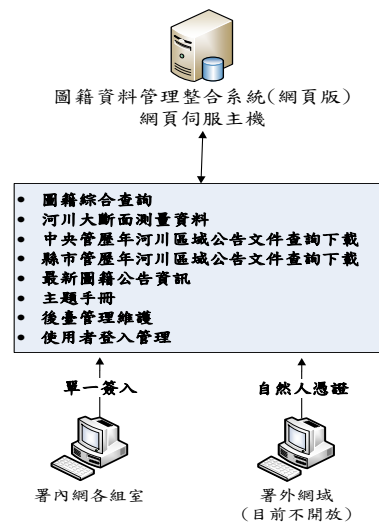 圖籍資料管理整合系統(網頁版)
網頁伺服主機
• 圖籍綜合查詢
• 河川大斷面測量資料
• 中央管歷年河川區域公告文件查詢下載
• 縣市管歷年河川區域公告文件查詢下載
• 最新圖籍公告資訊
• 主題手冊
• 後臺管理維護
• 使用者登入管理
單一簽入
自然人憑證
署內網各組室
署外網域
(目前不開放)